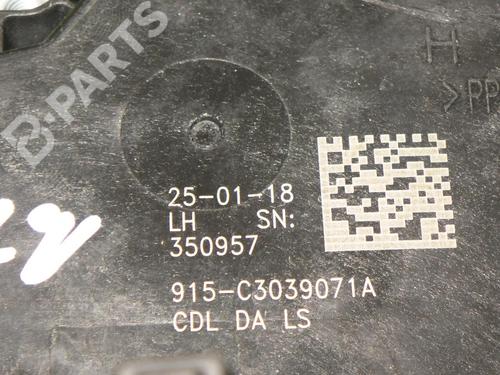 B-PARTS
H
>PP
25-01-18
LH SN:
350957
915-C3039071A
CDL DA LS